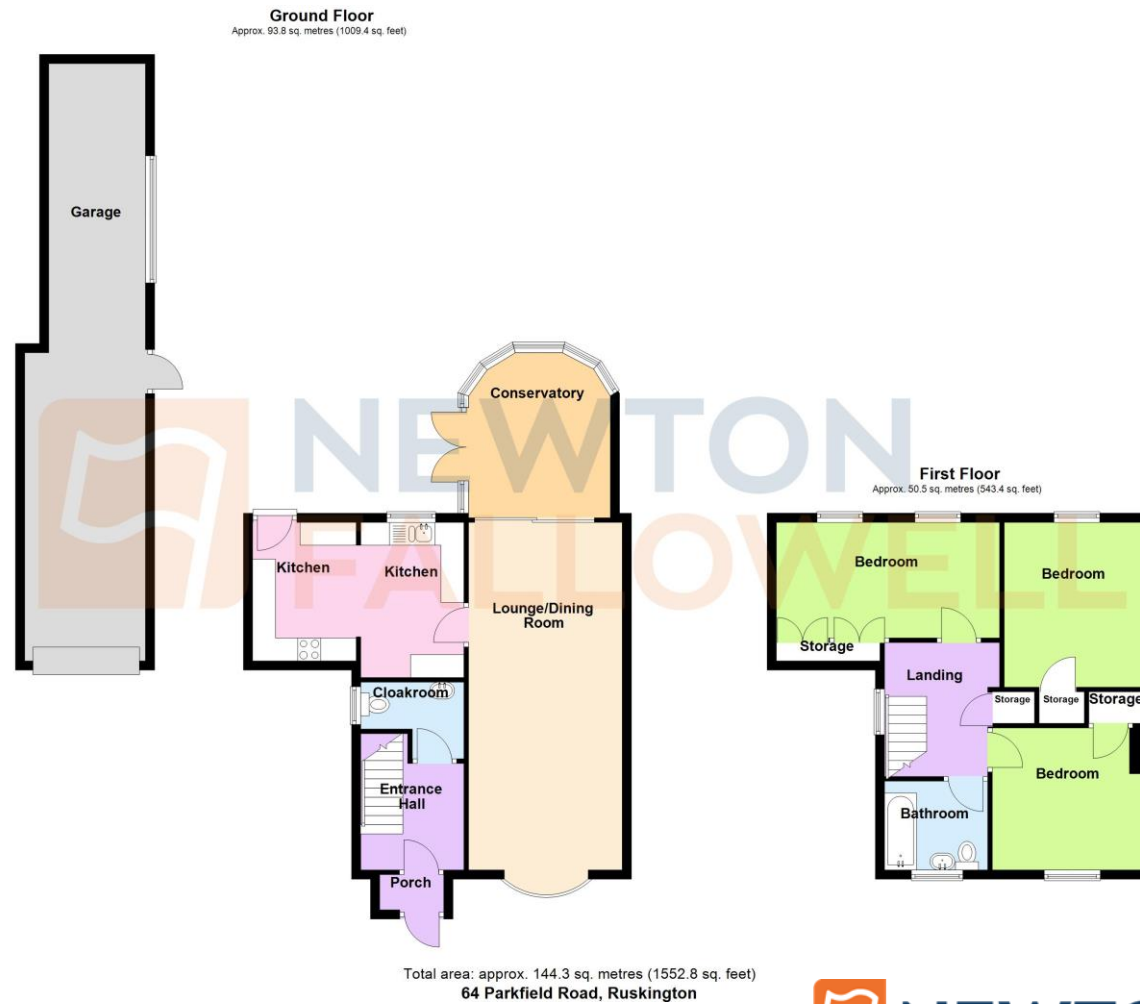 Ground Floor
Approx. 93.8 sq. metres (1009.4 sq. feet)
Garage
Conservatory
NEWTON
FALLOWELL
Kitchen
Kitchen
Lounge/Dining
Room
Cloakroom
Entrance
Hall
Porch
First Floor
Approx. 50.5 sq. metres (543.4 sq. feet)
Bedroom
Bedroom
Storage
Landing
Storage
Storage
Storage
Bedroom
Bathroom
Total area: approx. 144.3 sq. metres (1552.8 sq. feet)
64 Parkfield Road, Ruskington